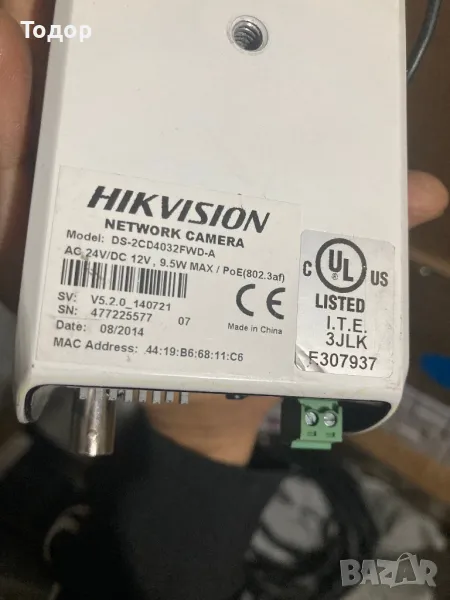 Тодор
HIKVISION
NETWORK CAMERA
Model: DS-2CD4032FWD-A
AC 24V/DC 12V , 9.5W MAX / PoE(802.3af)
CE
SV: V5.2.0_140721
SN: 477225577 07
Made in China
Date: 08/2014
MAC Address: 44:19:B6:68:11:C6
C UL US
®
LISTED
I.T.E.
3JLK
E307937
BAZAR